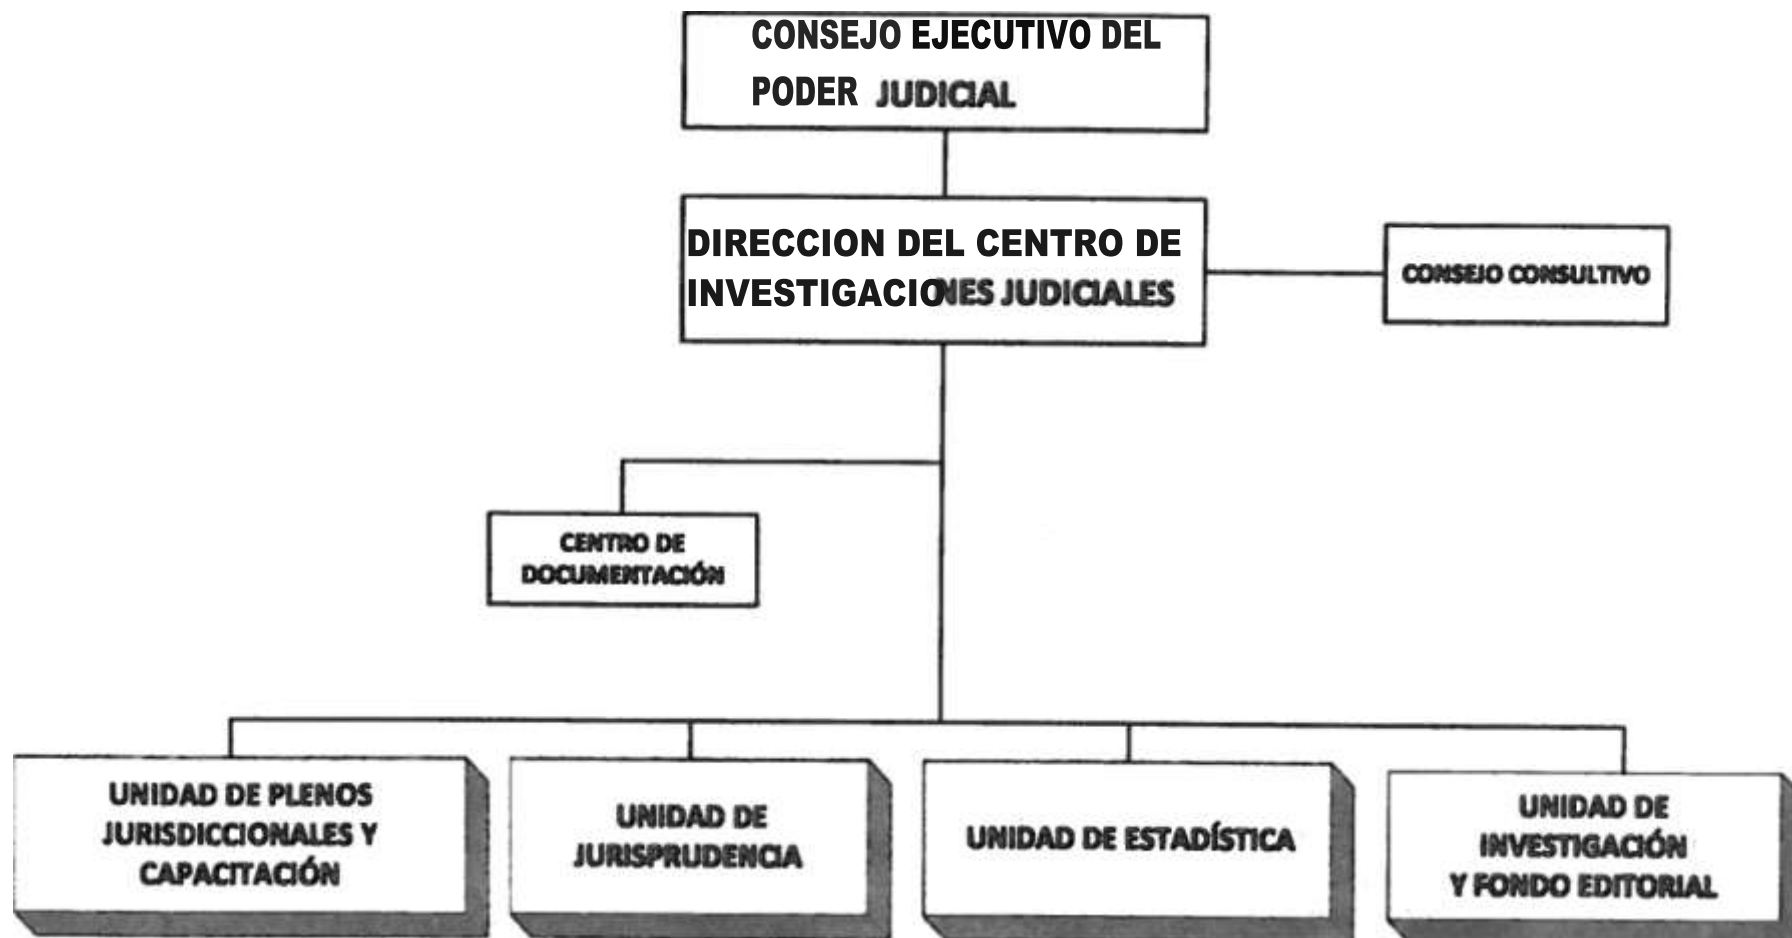 CONSEJO EJECUTIVO DEL
PODER JUDICIAL
DIRECCION DEL CENTRO DE
INVESTIGACIONES JUDICIALES
CONSEJO CONSULTIVO
CENTRO DE
DOCUMENTACIÓN
UNIDAD DE PLENOS
JURISDICCIONALES Y
CAPACITACIÓN
UNIDAD DE
JURISPRUDENCIA
UNIDAD DE ESTADÍSTICA
UNIDAD DE
INVESTIGACIÓN
Y FONDO EDITORIAL